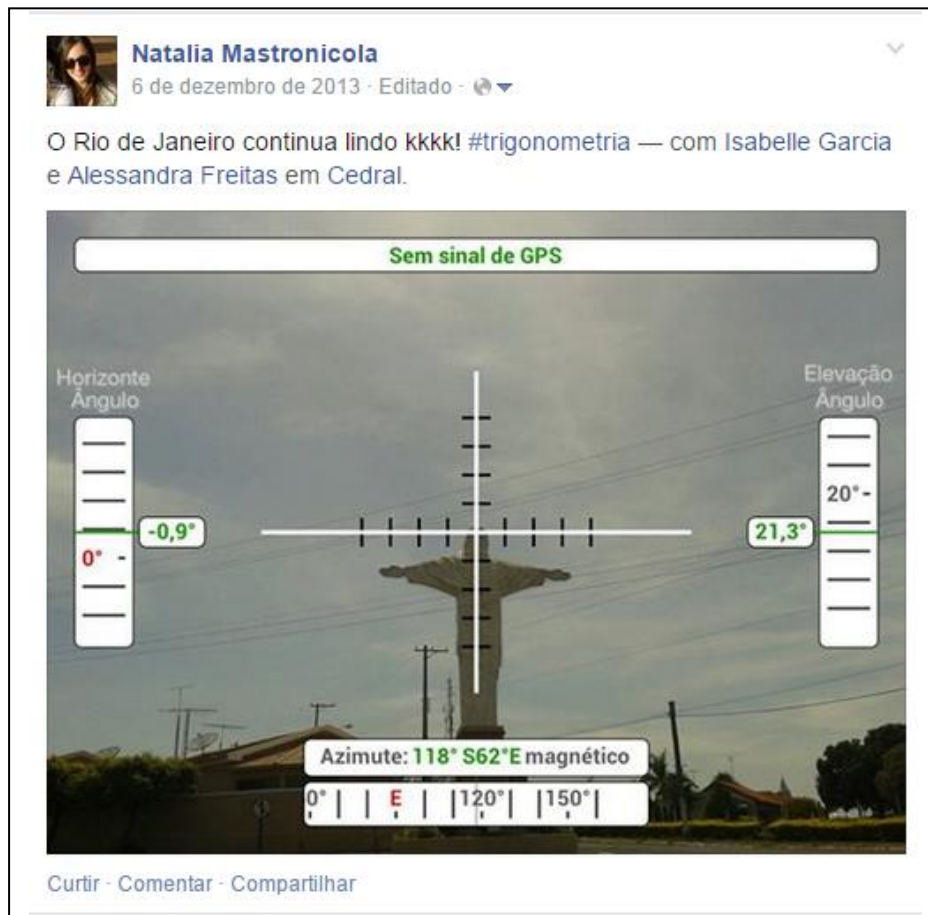 Natalia Mastronicola
6 de dezembro de 2013 · Editado ·
O Rio de Janeiro continua lindo kkkk! #trigonometria — com Isabelle Garcia
e Alessandra Freitas em Cedral.
Sem sinal de GPS
Horizonte
Ângulo
Elevação
Ângulo
20°
-0,9°
21,3°
0°
Azimute: 118° S62°E magnético
0° E 120° 150°
Curtir · Comentar · Compartilhar